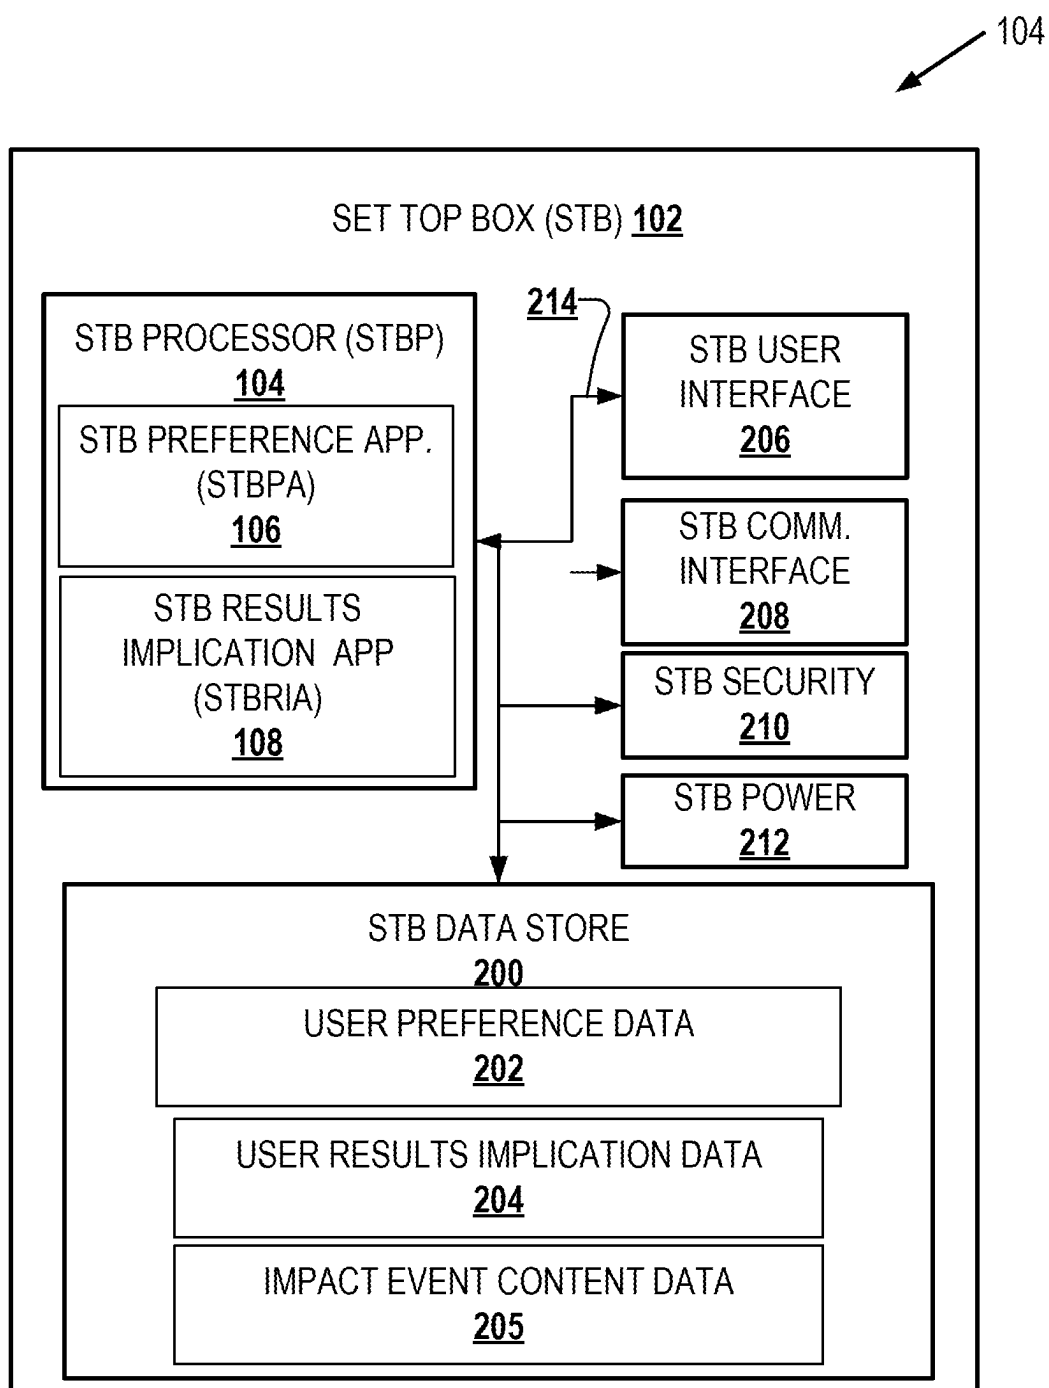 104
SET TOP BOX (STB) 102
STB PROCESSOR (STBP)
104
STB PREFERENCE APP.
(STBPA)
106
STB RESULTS
IMPLICATION APP
(STBRIA)
108
214
STB USER
INTERFACE
206
STB COMM.
INTERFACE
208
STB SECURITY
210
STB POWER
212
STB DATA STORE
200
USER PREFERENCE DATA
202
USER RESULTS IMPLICATION DATA
204
IMPACT EVENT CONTENT DATA
205